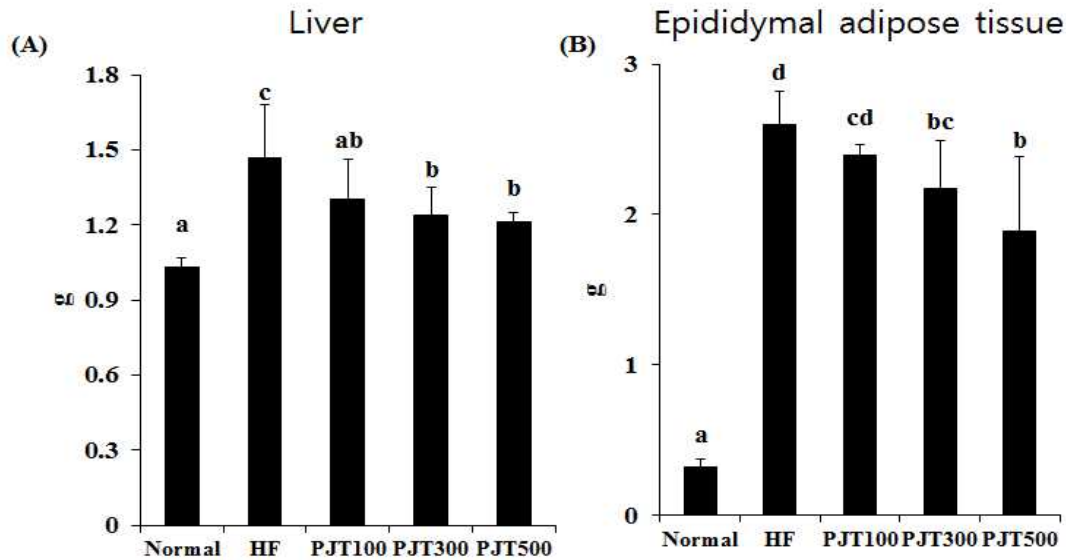 Liver
(A)
1.8
1.5
1.2
0.9
0.6
0.3
0
g
a
c
ab
b
b
Normal HF PJT100 PJT300 PJT500
Epididymal adipose tissue
(B)
3
2
1
0
g
a
d
cd
bc
b
Normal HF PJT100 PJT300 PJT500